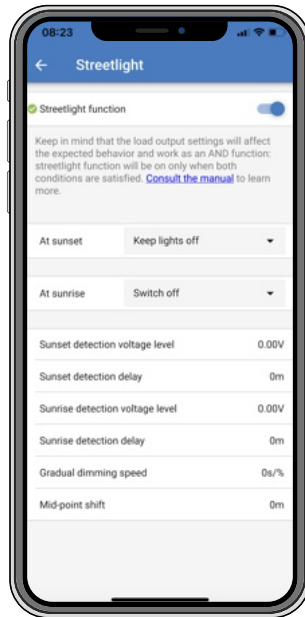 08:23
Streetlight
Streetlight function
Keep in mind that the load output settings will affect
the expected behavior and work as an AND function:
streetlight function will be on only when both
conditions are satisfied. Consult the manual to learn
more.
At sunset Keep lights off
At sunrise Switch off
Sunset detection voltage level 0.00V
Sunset detection delay 0m
Sunrise detection voltage level 0.00V
Sunrise detection delay 0m
Gradual dimming speed 0s/%
Mid-point shift 0m